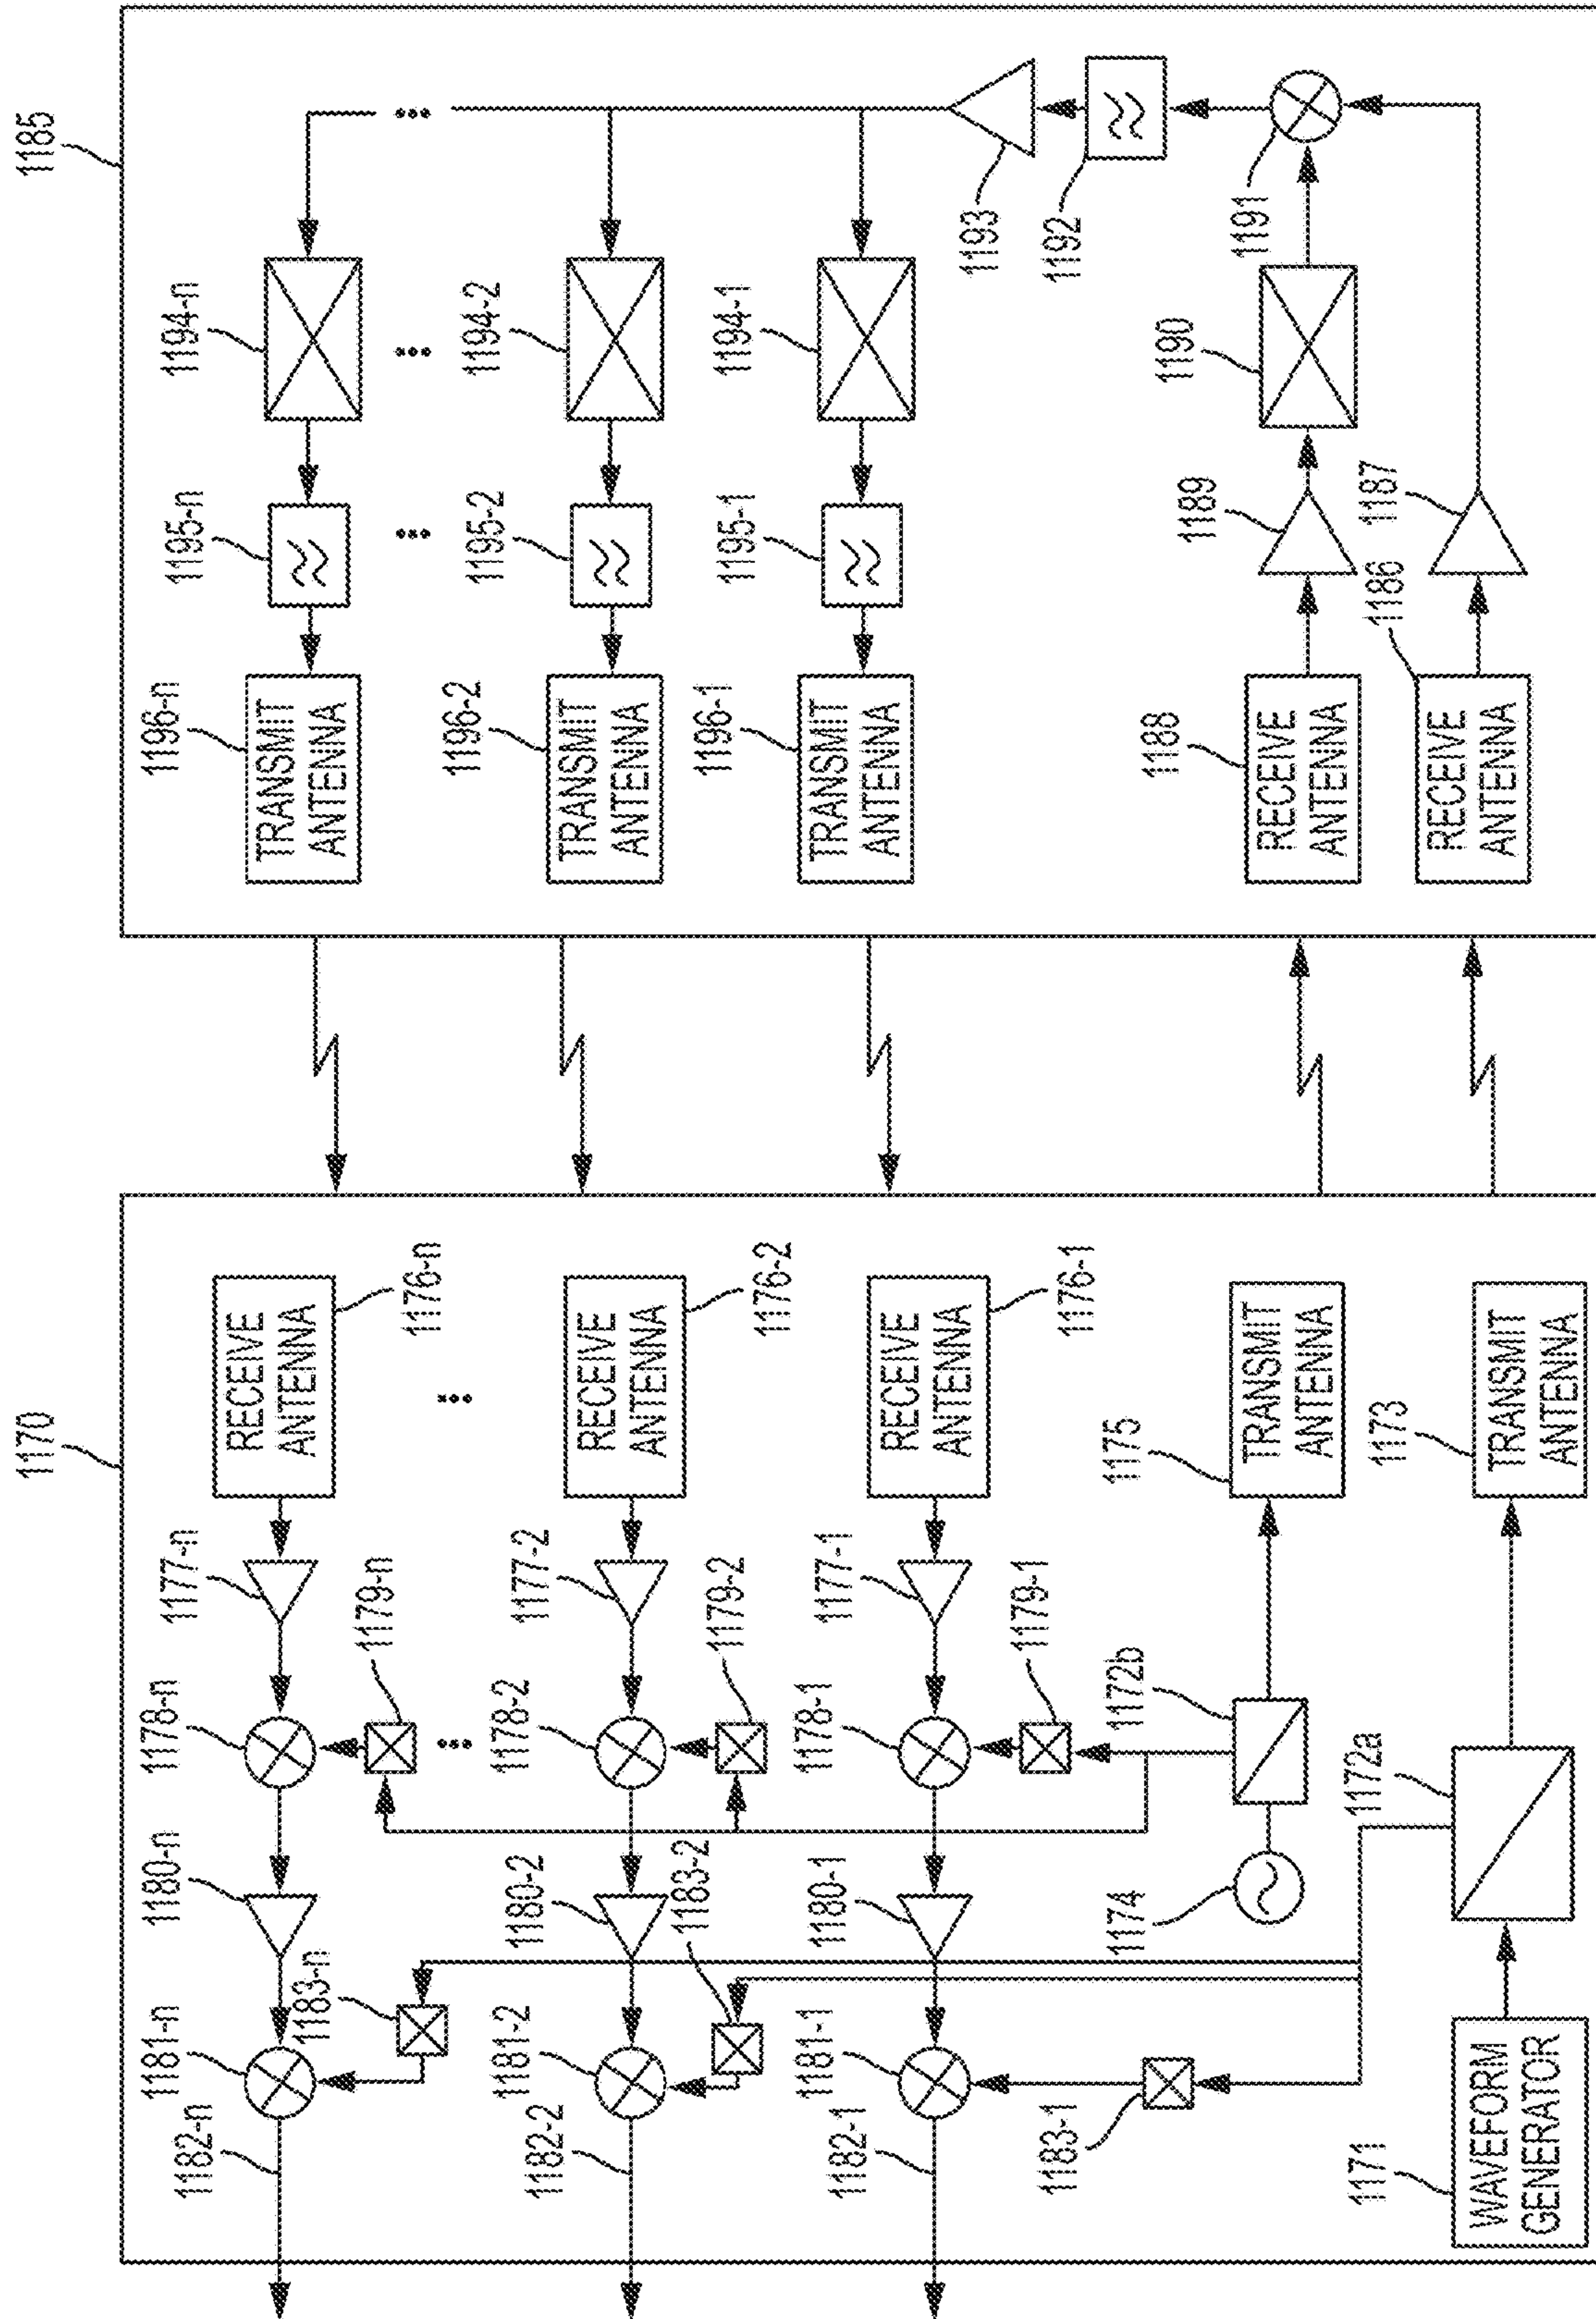 1170
1185
1182-n
1181-n
1183-n
1180-n
1178-n
1179-n
1177-n
RECEIVE
ANTENNA
1176-n
•••
1182-2
1181-2
1183-2
1180-2
1178-2
•••
1179-2
1177-2
RECEIVE
ANTENNA
1176-2
1182-1
1181-1
1183-1
1180-1
1178-1
1179-1
1177-1
RECEIVE
ANTENNA
1176-1
1174
1172b
1175
TRANSMIT
ANTENNA
1171
WAVEFORM
GENERATOR
1172a
1173
TRANSMIT
ANTENNA
1196-n
TRANSMIT
ANTENNA
1195-n
1194-n
•••
•••
•••
1196-2
TRANSMIT
ANTENNA
1195-2
1194-2
1196-1
TRANSMIT
ANTENNA
1195-1
1194-1
1193
1192
1188
RECEIVE
ANTENNA
1189
1190
1191
1186
RECEIVE
ANTENNA
1187